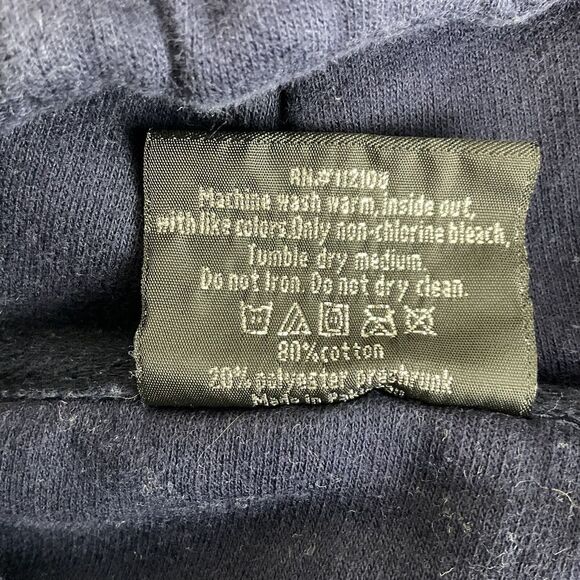 RN#112108
Machine wash warm, inside out,
with like colors Only non-chlorine bleach,
Tumble dry medium.
Do not Iron. Do not dry clean.
80%cotton
20% polyester preshrunk
Made in